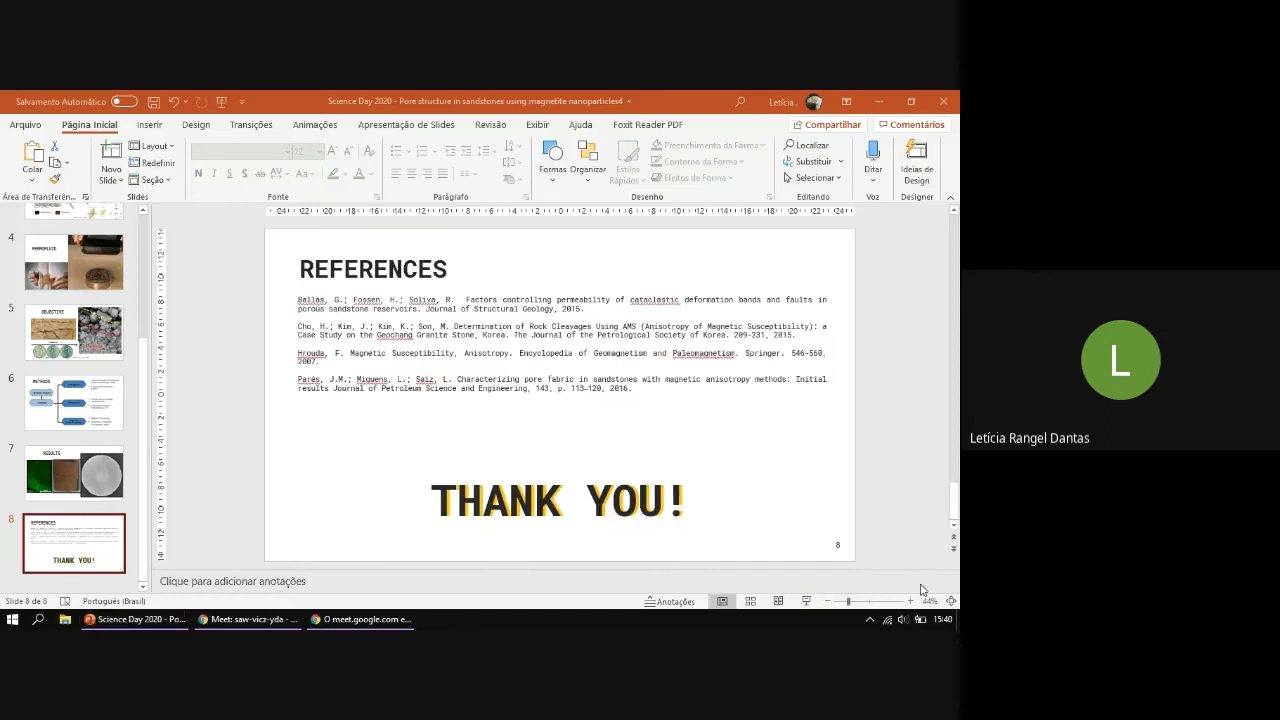 Salvamento Automático
Science Day 2020 - Pore structure in sandstones using magnetite nanoparticles4
Letícia .
Arquivo Página Inicial Inserir Design Transições Animações Apresentação de Slides Revisão Exibir Ajuda Foxit Reader PDF
Compartilhar Comentários
Colar
Novo Slide
Layout
Redefinir
Seção
12
N I S S ab AV Aa A
Formas Organizar Estilos Rápidos
Preenchimento da Forma
Contorno da Forma
Efeitos de Forma
Localizar
Substituir
Selecionar
Ditar
Ideias de Design
Área de Transferên... Slides Fonte Parágrafo Desenho Editando Voz Designer
4
FERROFLUID
5
OBJECTIVE
6
METHODS
7
RESULTS
8
REFERENCES
THANK YOU!
REFERENCES
Ballas, G.; Fossen, H.; Soliva, R. Factors controlling permeability of cataclastic deformation bands and faults in
porous sandstone reservoirs. Journal of Structural Geology, 2015.
Cho, H.; Kim, J.; Kim, K.; Son, M. Determination of Rock Cleavages Using AMS (Anisotropy of Magnetic Susceptibility): a
Case Study on the Geochang Granite Stone, Korea. The Journal of the Petrological Society of Korea. 209-231, 2015.
Hrouda, F. Magnetic Susceptibility, Anisotropy. Encyclopedia of Geomagnetism and Paleomagnetism. Springer. 546-560,
2007.
Parés, J.M.; Miguens, L.; Saiz, L. Characterizing pore fabric in sandstones with magnetic anisotropy methods: Initial
results Journal of Petroleum Science and Engineering, 143, p. 113-120, 2016.
THANK YOU!
8
Clique para adicionar anotações
Slide 8 de 8 Português (Brasil) Anotações 44%
Science Day 2020 - Po... Meet: saw-vicz-yda - ... O meet.google.com e... 15:40
L
Letícia Rangel Dantas